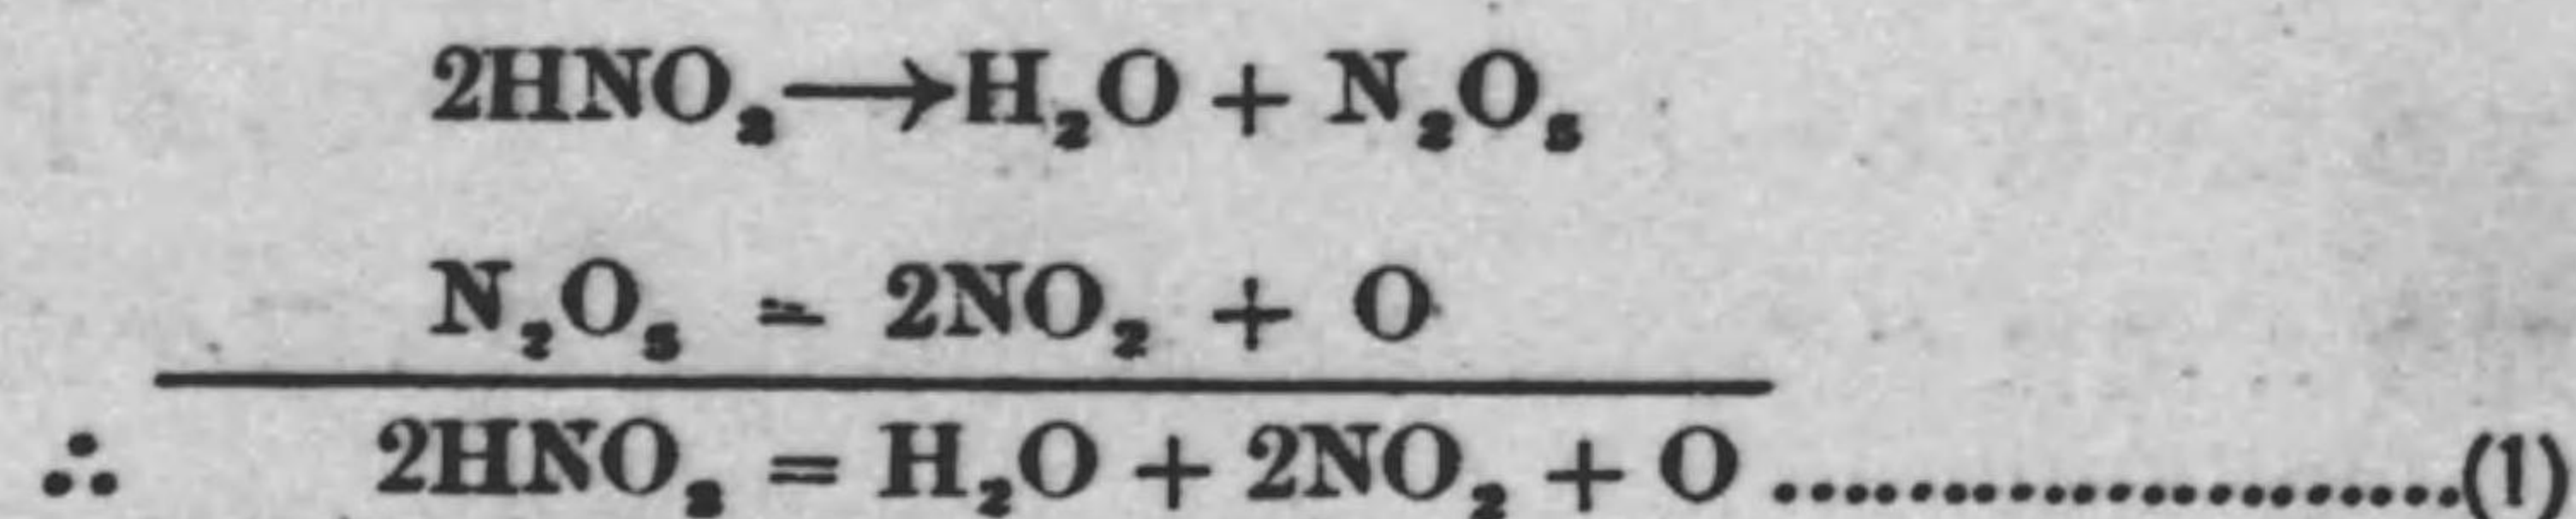 2HNO₃⟶H₂O + N₂O₅
N₂O₅ = 2NO₂ + O
∴ 2HNO₃ = H₂O + 2NO₂ + O ........................(1)